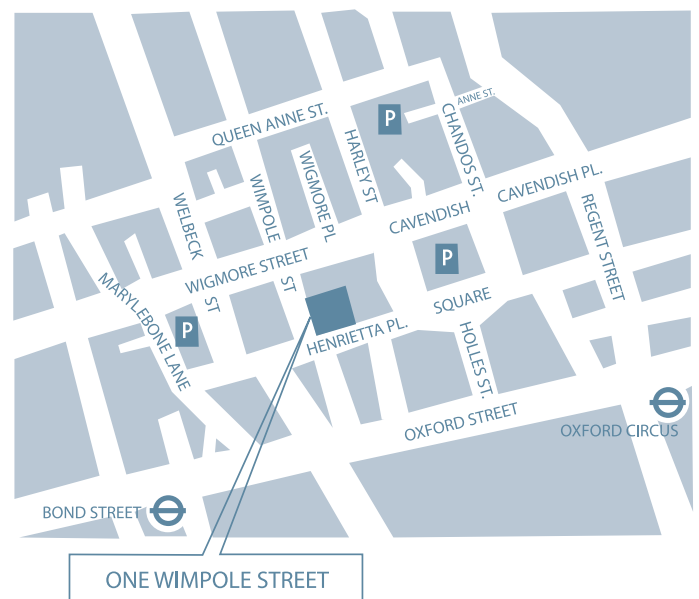 QUEEN ANNE ST.
P
ANNE ST.
CHANDOS ST.
HARLEY ST
WIGMORE PL
WIMPOLE ST
WELBECK ST
CAVENDISH PL.
CAVENDISH
SQUARE
REGENT STREET
P
WIGMORE STREET
MARYLEBONE LANE
P
HENRIETTA PL.
HOLLES ST.
OXFORD STREET
OXFORD CIRCUS
BOND STREET
ONE WIMPOLE STREET